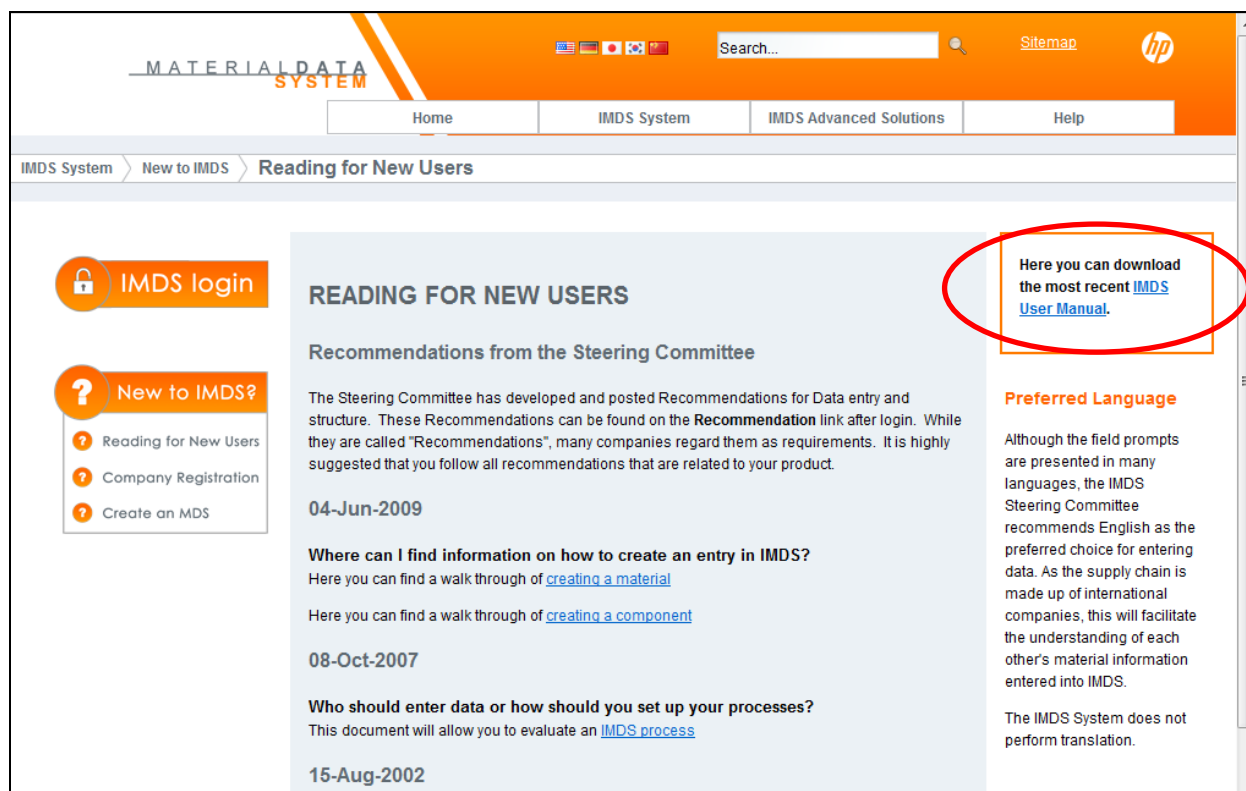 MATERIALDATA
SYSTEM
Search...
Sitemap
hp
Home
IMDS System
IMDS Advanced Solutions
Help
IMDS System
New to IMDS
Reading for New Users
IMDS login
? New to IMDS?
? Reading for New Users
? Company Registration
? Create an MDS
READING FOR NEW USERS
Recommendations from the Steering Committee
The Steering Committee has developed and posted Recommendations for Data entry and
structure. These Recommendations can be found on the Recommendation link after login. While
they are called "Recommendations", many companies regard them as requirements. It is highly
suggested that you follow all recommendations that are related to your product.
04-Jun-2009
Where can I find information on how to create an entry in IMDS?
Here you can find a walk through of creating a material
Here you can find a walk through of creating a component
08-Oct-2007
Who should enter data or how should you set up your processes?
This document will allow you to evaluate an IMDS process
15-Aug-2002
Here you can download
the most recent IMDS
User Manual.
Preferred Language
Although the field prompts
are presented in many
languages, the IMDS
Steering Committee
recommends English as the
preferred choice for entering
data. As the supply chain is
made up of international
companies, this will facilitate
the understanding of each
other's material information
entered into IMDS.
The IMDS System does not
perform translation.